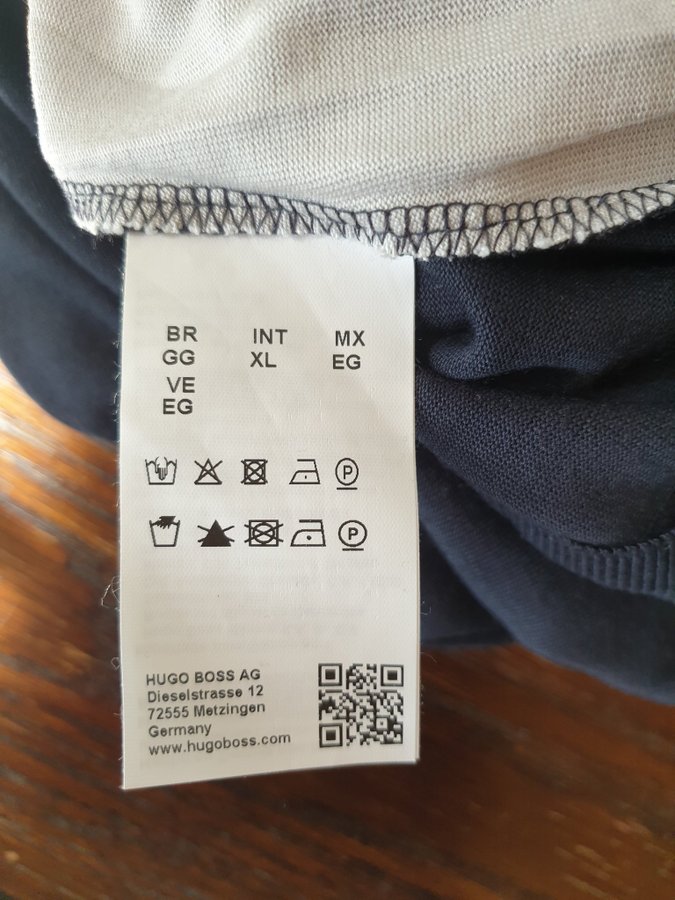 BR INT MX
GG XL EG
VE
EG
P
P
HUGO BOSS AG
Dieselstrasse 12
72555 Metzingen
Germany
www.hugoboss.com